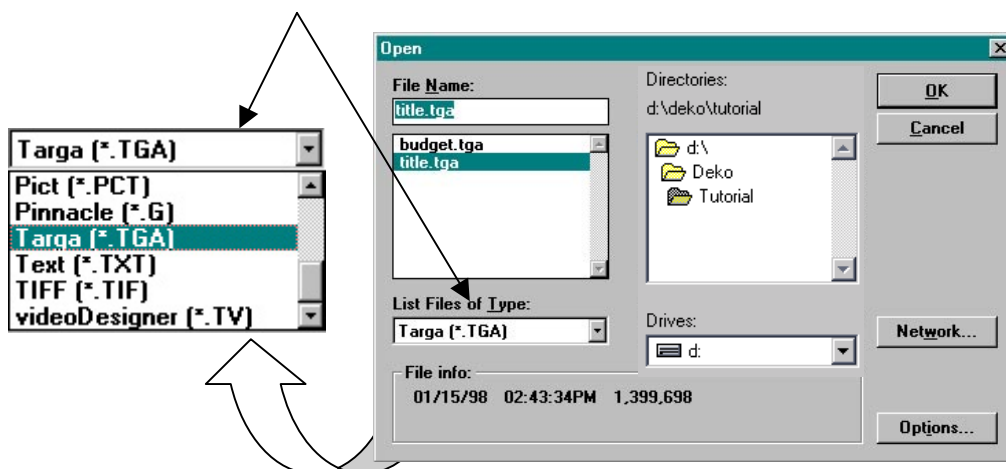 Targa (*.TGA)
Pict (*.PCT)
Pinnacle (*.G)
Targa (*.TGA)
Text (*.TXT)
TIFF (*.TIF)
videoDesigner (*.TV)
Open
File Name:
title.tga
budget.tga
title.tga
List Files of Type:
Targa (*.TGA)
Directories:
d:\deko\tutorial
d:\
Deko
Tutorial
Drives:
d:
OK
Cancel
Network...
Options...
File info:
01/15/98 02:43:34PM 1,399,698